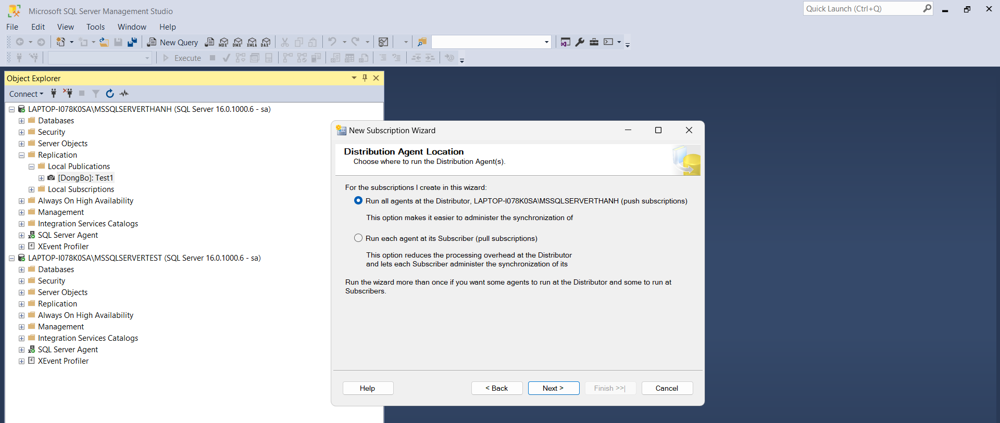 Microsoft SQL Server Management Studio
Quick Launch (Ctrl+Q)
File Edit View Tools Window Help
New Query MDX DMX XMLA DAX
Execute
Object Explorer
Connect
LAPTOP-I078K0SA\MSSQLSERVERTHANH (SQL Server 16.0.1000.6 - sa)
Databases
Security
Server Objects
Replication
Local Publications
[DongBo]: Test1
Local Subscriptions
Always On High Availability
Management
Integration Services Catalogs
SQL Server Agent
XEvent Profiler
LAPTOP-I078K0SA\MSSQLSERVERTEST (SQL Server 16.0.1000.6 - sa)
Databases
Security
Server Objects
Replication
Always On High Availability
Management
Integration Services Catalogs
SQL Server Agent
XEvent Profiler
New Subscription Wizard
Distribution Agent Location
Choose where to run the Distribution Agent(s).
For the subscriptions I create in this wizard:
Run all agents at the Distributor, LAPTOP-I078K0SA\MSSQLSERVERTHANH (push subscriptions)
This option makes it easier to administer the synchronization of
Run each agent at its Subscriber (pull subscriptions)
This option reduces the processing overhead at the Distributor
and lets each Subscriber administer the synchronization of its
Run the wizard more than once if you want some agents to run at the Distributor and some to run at
Subscribers.
Help < Back Next > Finish >>| Cancel